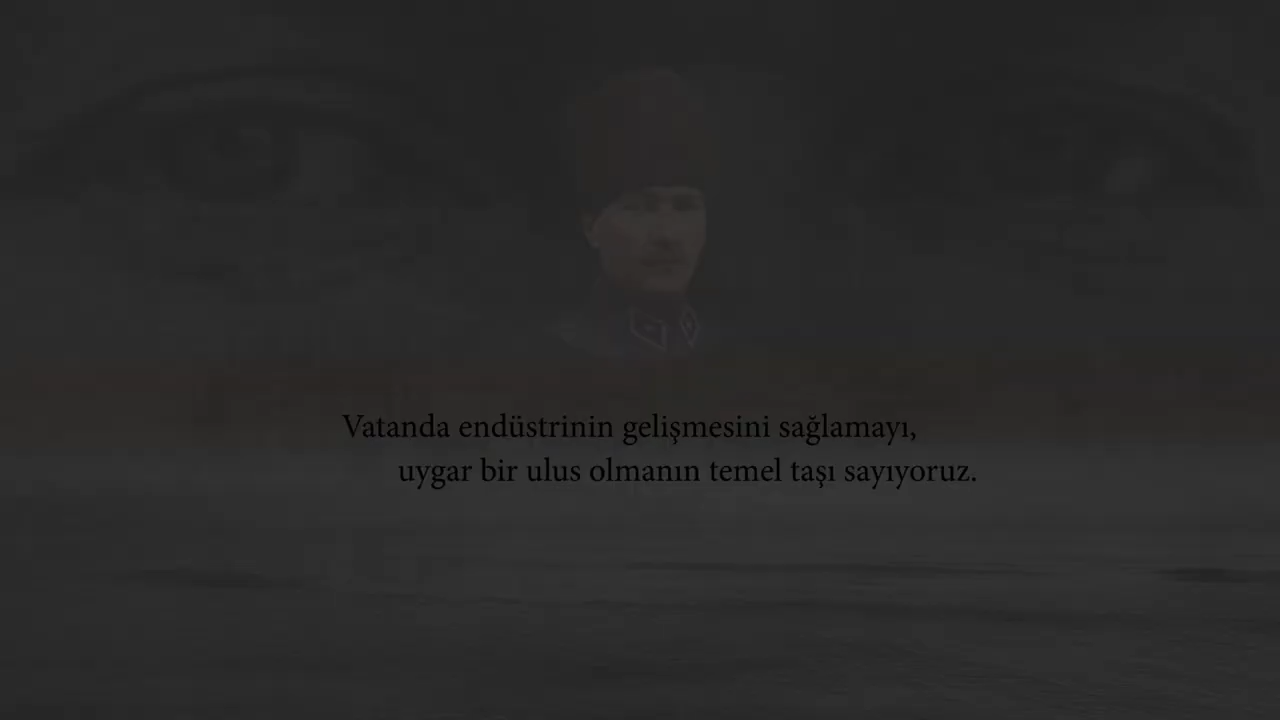 Vatanda endüstrinin gelişmesini sağlamayı,
uygar bir ulus olmanın temel taşı sayıyoruz.